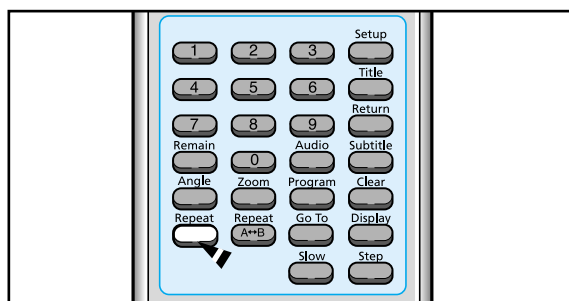 Setup
1 2 3
Title
4 5 6
Return
7 8 9
Remain Audio Subtitle
0
Angle Zoom Program Clear
Repeat Repeat Go To Display
A↔B
Slow Step